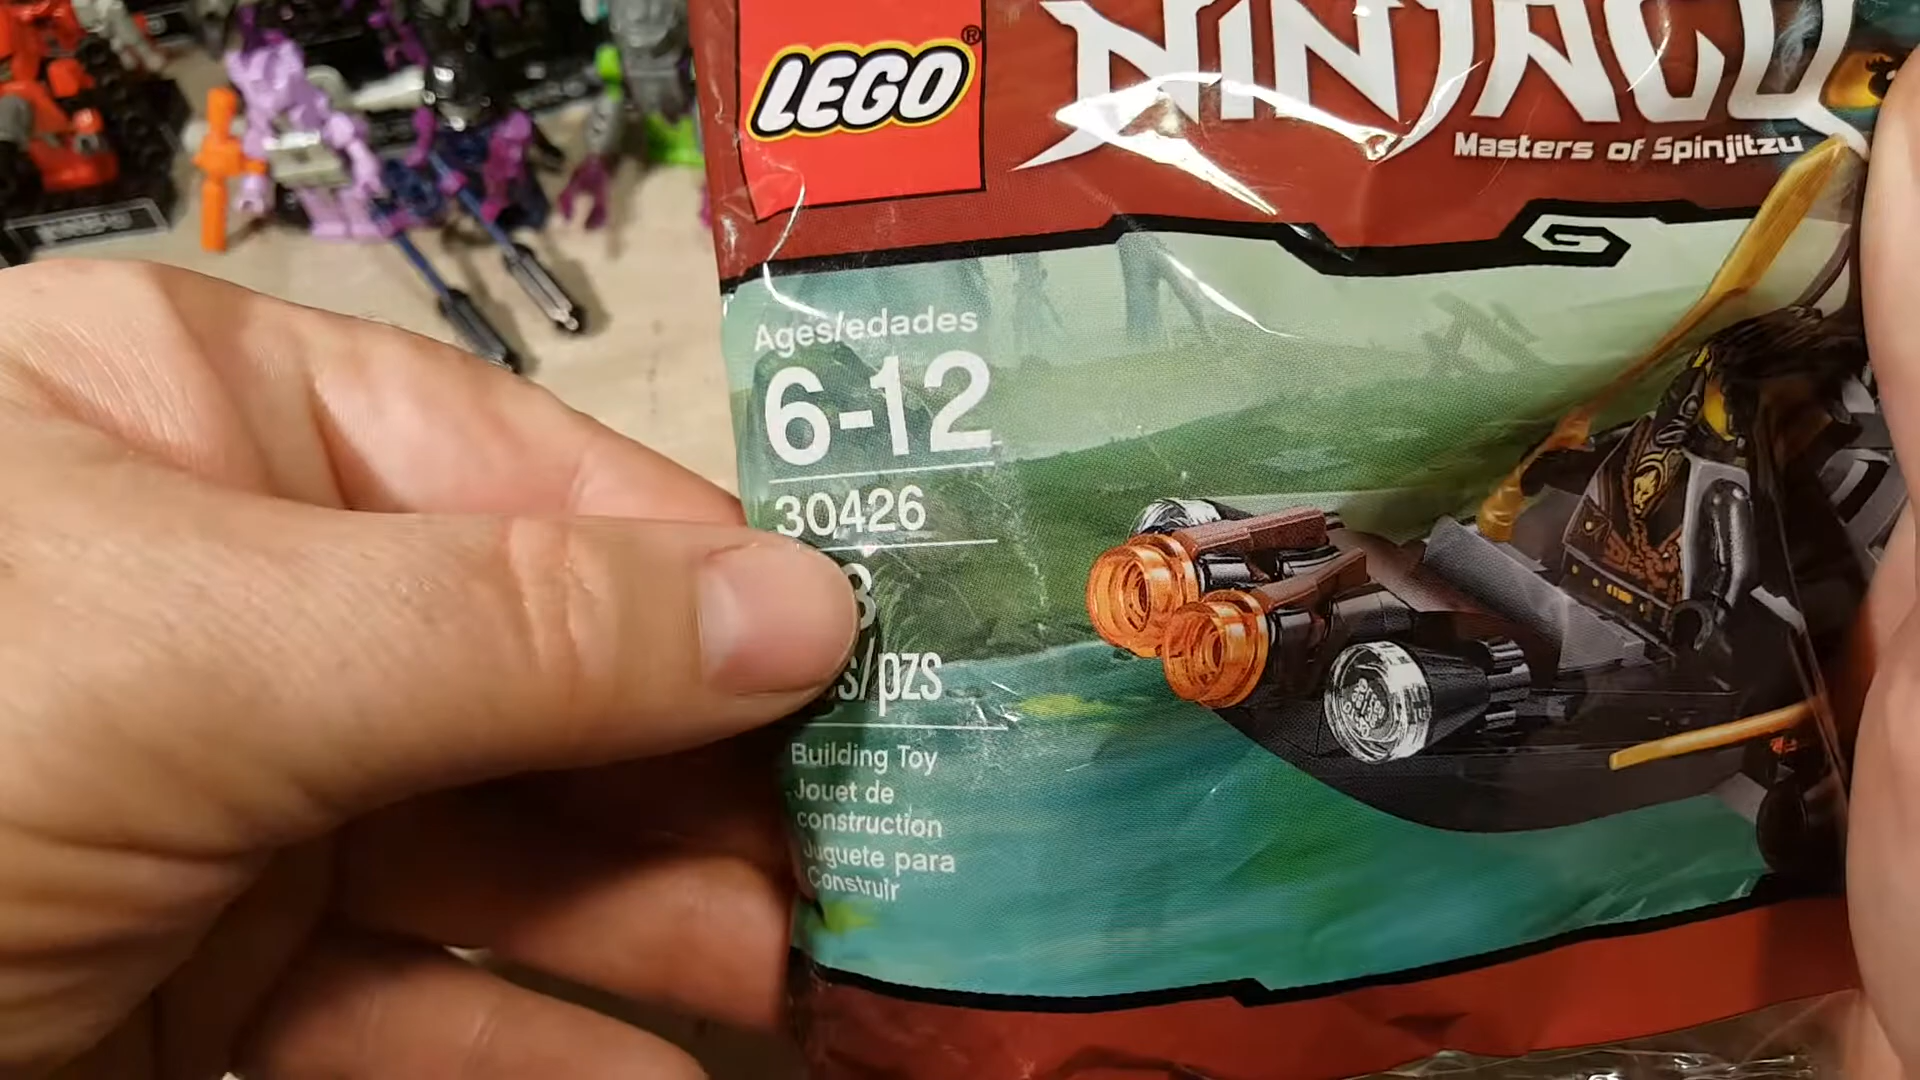 LEGO®
NINJAGO
Masters of Spinjitzu
Ages/edades
6-12
30426
3
s/pzs
Building Toy
Jouet de
construction
Juguete para
Construir